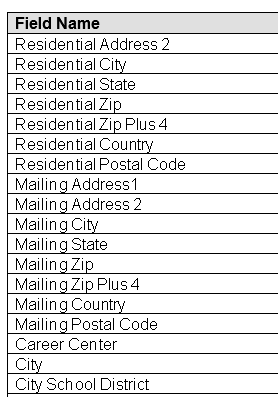 Field Name
Residential Address 2
Residential City
Residential State
Residential Zip
Residential Zip Plus 4
Residential Country
Residential Postal Code
Mailing Address1
Mailing Address 2
Mailing City
Mailing State
Mailing Zip
Mailing Zip Plus 4
Mailing Country
Mailing Postal Code
Career Center
City
City School District